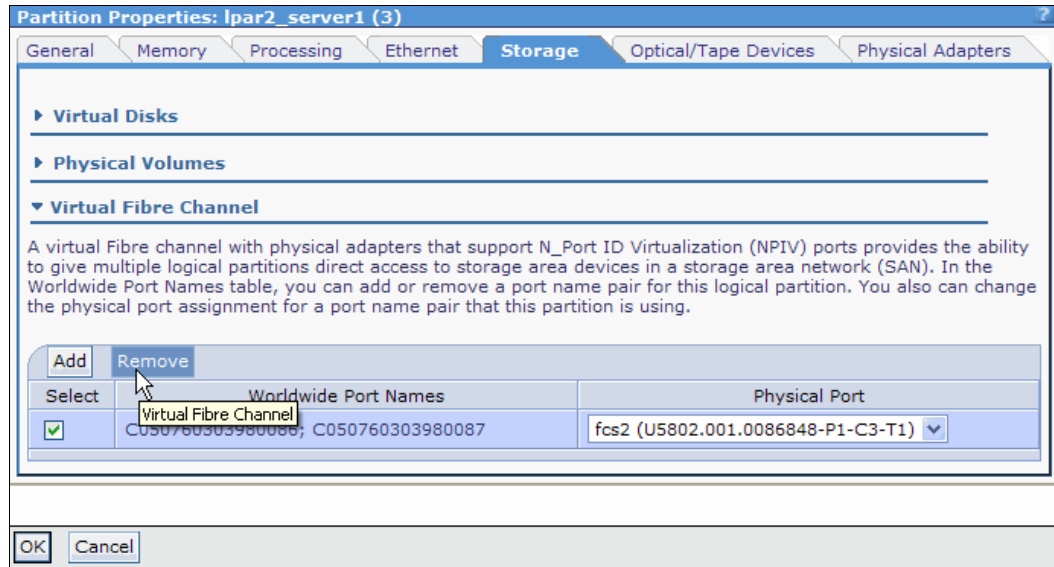 Partition Properties: lpar2_server1 (3) ?
General Memory Processing Ethernet Storage Optical/Tape Devices Physical Adapters
Virtual Disks
Physical Volumes
Virtual Fibre Channel
A virtual Fibre channel with physical adapters that support N_Port ID Virtualization (NPIV) ports provides the ability
to give multiple logical partitions direct access to storage area devices in a storage area network (SAN). In the
Worldwide Port Names table, you can add or remove a port name pair for this logical partition. You also can change
the physical port assignment for a port name pair that this partition is using.
Add Remove
Select Worldwide Port Names Physical Port
Virtual Fibre Channel
C050760303980086; C050760303980087 fcs2 (U5802.001.0086848-P1-C3-T1)
OK Cancel